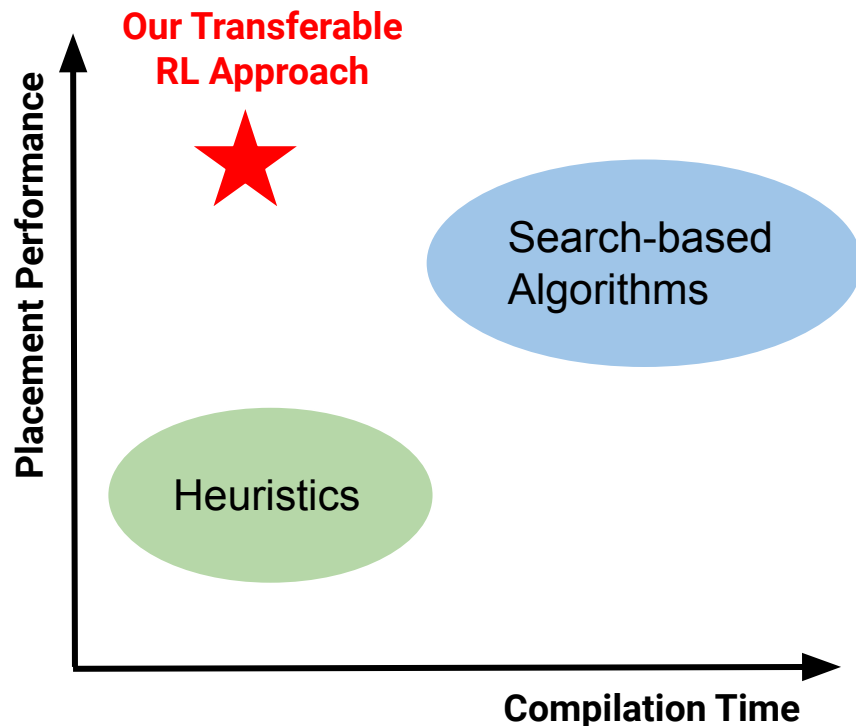 Our Transferable
RL Approach
Placement Performance
Search-based
Algorithms
Heuristics
Compilation Time